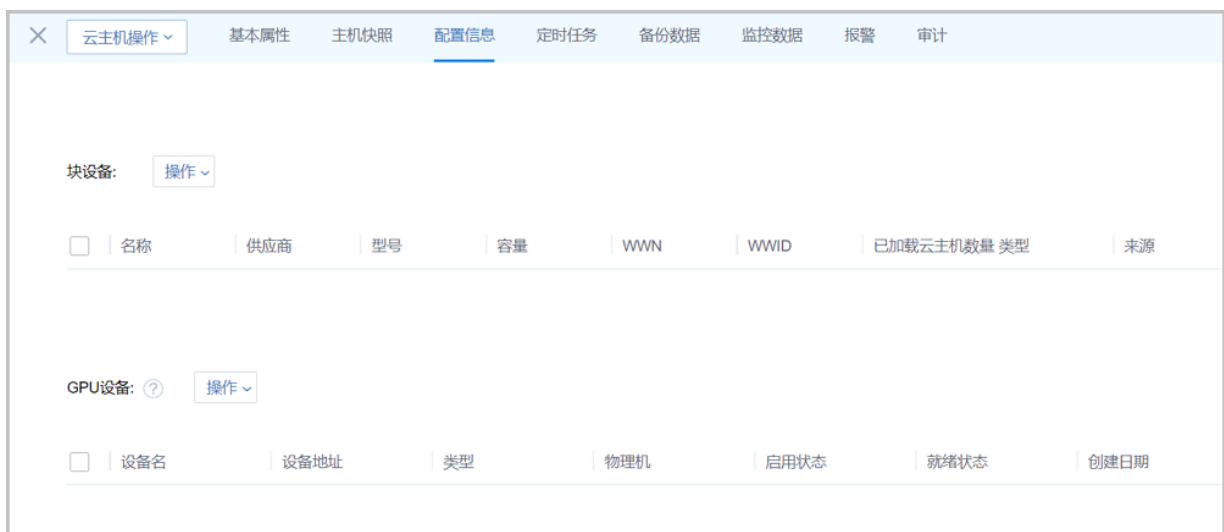 云主机操作 基本属性 主机快照 配置信息 定时任务 备份数据 监控数据 报警 审计
块设备: 操作
名称 供应商 型号 容量 WWN WWID 已加载云主机数量 类型 来源
GPU设备: ? 操作
设备名 设备地址 类型 物理机 启用状态 就绪状态 创建日期